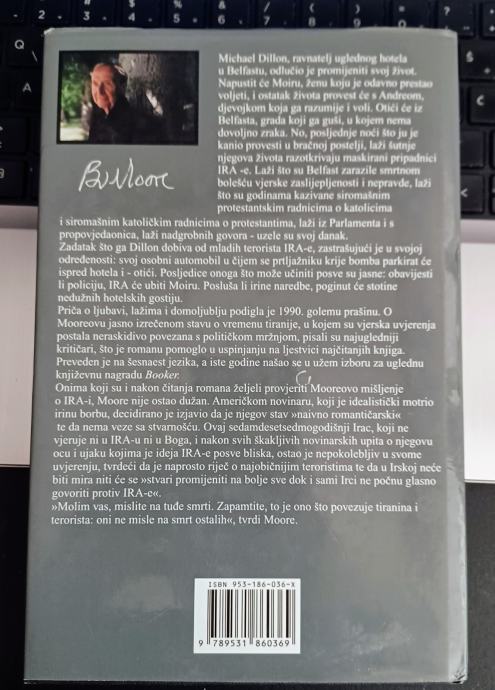 Michael Dillon, ravnatelj uglednog hotela
u Belfastu, odlučio je promijeniti svoj život.
Napustit će Moiru, ženu koju je odavno prestao
voljeti, i ostatak života provest će s Andreom,
djevojkom koja ga razumije i voli. Otići će iz
Belfasta, grada koji ga guši, u kojem nema
dovoljno zraka. No, posljednje noći što ju je
kanio provesti u bračnoj postelji, laži šutnje
njegova života razotkrivaju maskirani pripadnici
IRA -e. Laži što su Belfast zarazile smrtnom
bolešću vjerske zaslijepljenosti i nepravde, laži
što su godinama kazivane siromašnim
protestantskim radnicima o katolicima
i siromašnim katoličkim radnicima o protestantima, laži iz Parlamenta i s
propovjedaonica, laži nadgrobnih govora - uzele su svoj danak.
Zadatak što ga Dillon dobiva od mladih terorista IRA-e, zastrašujući je u svojoj
određenosti: svoj osobni automobil u čijem se prtljažniku krije bomba parkirat će
ispred hotela i - otići. Posljedice onoga što može učiniti posve su jasne: obavijesti
li policiju, IRA će ubiti Moiru. Posluša li irine naredbe, poginut će stotine
nedužnih hotelskih gostiju.
Priča o ljubavi, lažima i domoljublju podigla je 1990. golemu prašinu. O
Mooreovu jasno izrečenom stavu o vremenu tiranije, u kojem su vjerska uvjerenja
postala neraskidivo povezana s političkom mržnjom, pisali su najugledniji
kritičari, što je romanu pomoglo u uspinjanju na ljestvici najčitanijih knjiga.
Preveden je na šesnaest jezika, a iste godine našao se u užem izboru za uglednu
književnu nagradu Booker.
Onima koji su i nakon čitanja romana željeli provjeriti Mooreovo mišljenje
o IRA-i, Moore nije ostao dužan. Američkom novinaru, koji je idealistički motrio
irinu borbu, decidirano je izjavio da je njegov stav »naivno romantičarski«
te da nema veze sa stvarnošću. Ovaj sedamdesetsedmogodišnji Irac, koji ne
vjeruje ni u IRA-u ni u Boga, i nakon svih škakljivih novinarskih upita o njegovu
ocu i ujaku kojima je ideja IRA-e posve bliska, ostao je nepokolebljiv u svome
uvjerenju, tvrdeći da je naprosto riječ o najobičnijim teroristima te da u Irskoj neće
biti mira niti će se »stvari promijeniti na bolje sve dok i sami Irci ne počnu glasno
govoriti protiv IRA-e«.
»Molim vas, mislite na tuđe smrti. Zapamtite, to je ono što povezuje tiranina i
terorista: oni ne misle na smrt ostalih«, tvrdi Moore.
ISBN 953-186-036-X
9 789531 860369